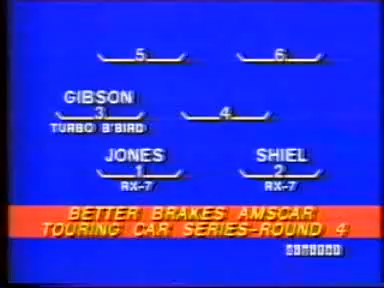 5 6
GIBSON
3 4
TURBO B'BIRD
JONES SHIEL
1 2
RX-7 RX-7
BETTER BRAKES AMSCAR
TOURING CAR SERIES-ROUND 4
digital